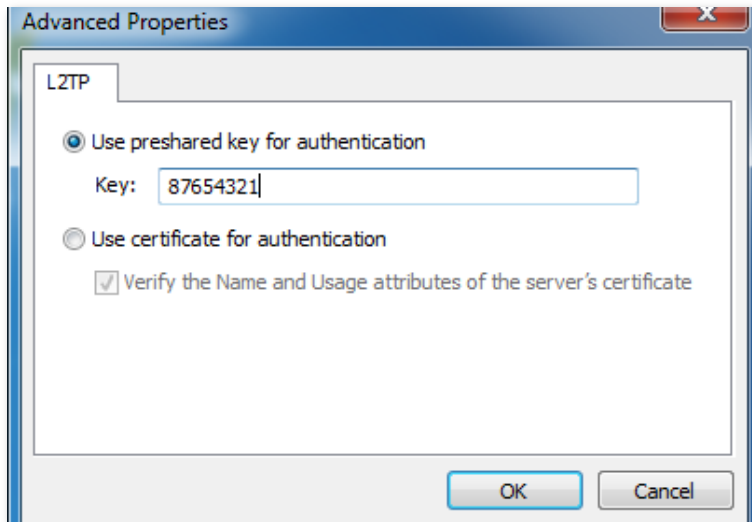 Advanced Properties
L2TP
Use preshared key for authentication
Key: 87654321
Use certificate for authentication
Verify the Name and Usage attributes of the server's certificate
OK Cancel